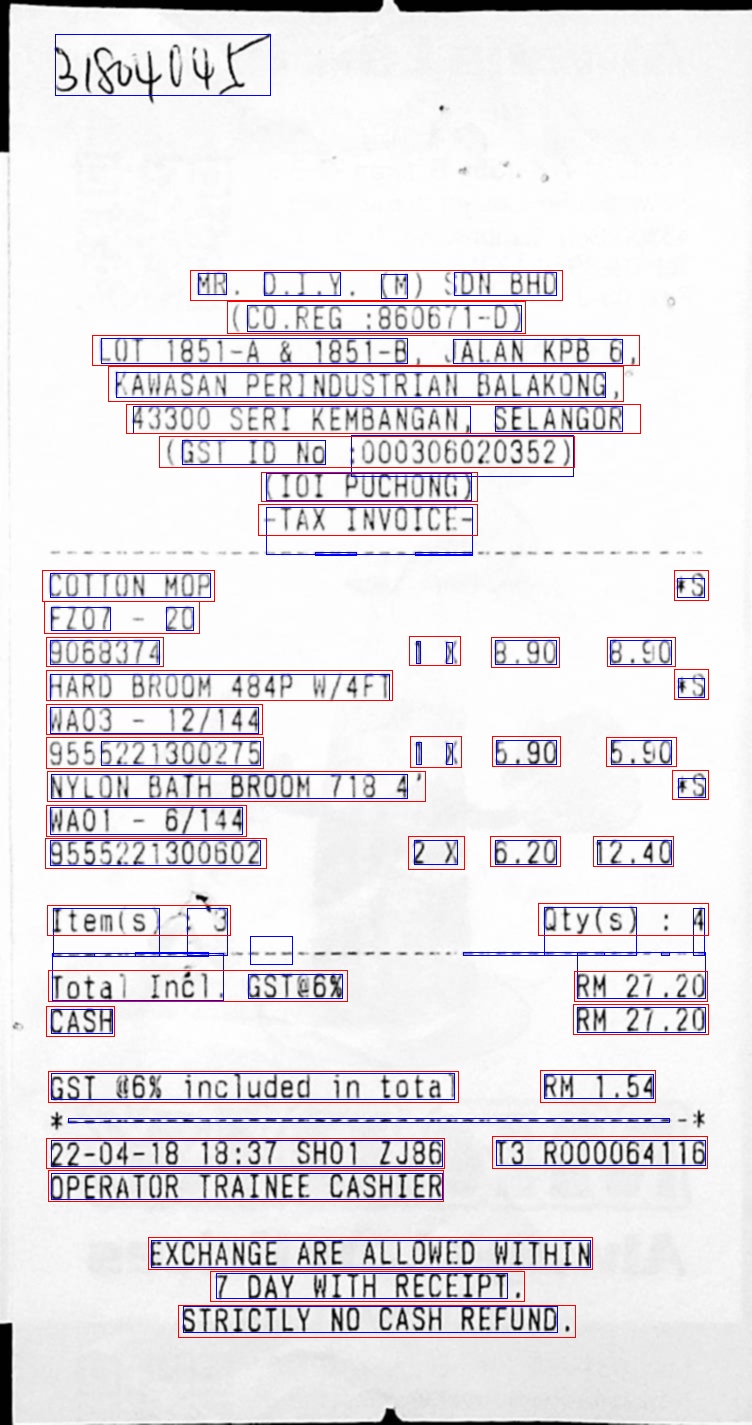 31804045
MR. D.I.Y. (M) SDN BHD
(CO.REG :860671-D)
LOT 1851-A & 1851-B, JALAN KPB 6,
KAWASAN PERINDUSTRIAN BALAKONG,
43300 SERI KEMBANGAN, SELANGOR
(GST ID No :000306020352)
(IOI PUCHONG)
-TAX INVOICE-
COTTON MOP *S
FZ07 - 20
9068374 1 X 8.90 8.90
HARD BROOM 484P W/4FT *S
WA03 - 12/144
9555221300275 1 X 5.90 5.90
NYLON BATH BROOM 718 4' *S
WA01 - 6/144
9555221300602 2 X 6.20 12.40
Item(s) : 3 Qty(s) : 4
Total Incl. GST@6% RM 27.20
CASH RM 27.20
GST @6% included in total RM 1.54
*--------------------------------------*
22-04-18 18:37 SH01 ZJ86 T3 R000064116
OPERATOR TRAINEE CASHIER
EXCHANGE ARE ALLOWED WITHIN
7 DAY WITH RECEIPT.
STRICTLY NO CASH REFUND.